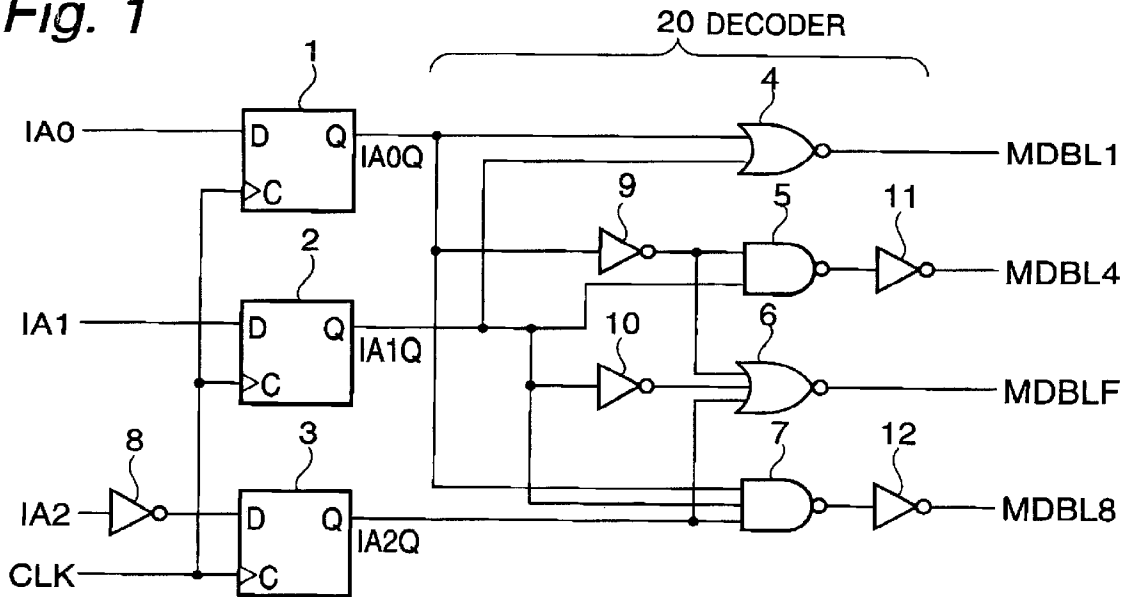 Fig. 1
20 DECODER
1
4
IA0
D
Q
IA0Q
C
MDBL1
9
5
11
2
MDBL4
IA1
D
Q
IA1Q
10
6
C
MDBLF
8
3
7
12
IA2
D
Q
IA2Q
MDBL8
CLK
C